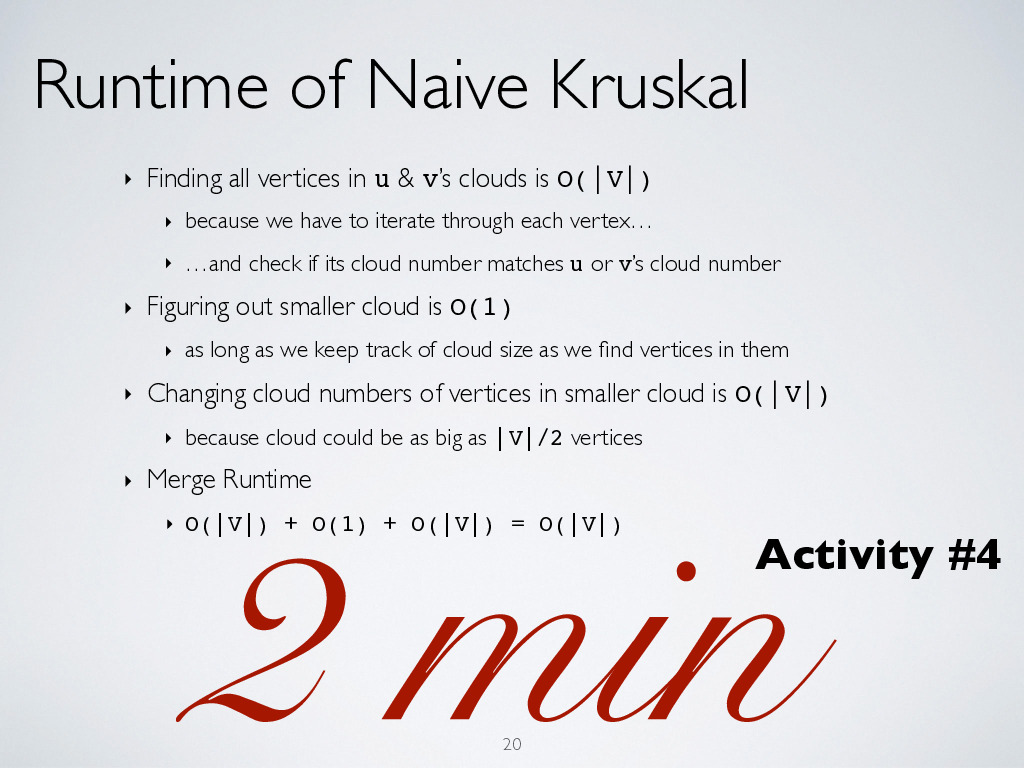 Runtime of Naive Kruskal
‣ Finding all vertices in u & v’s clouds is O(|V|)
‣ because we have to iterate through each vertex…
‣ …and check if its cloud number matches u or v’s cloud number
‣ Figuring out smaller cloud is O(1)
‣ as long as we keep track of cloud size as we find vertices in them
‣ Changing cloud numbers of vertices in smaller cloud is O(|V|)
‣ because cloud could be as big as |V|/2 vertices
‣ Merge Runtime
‣ O(|V|) + O(1) + O(|V|) = O(|V|)
Activity #4
2 min
20